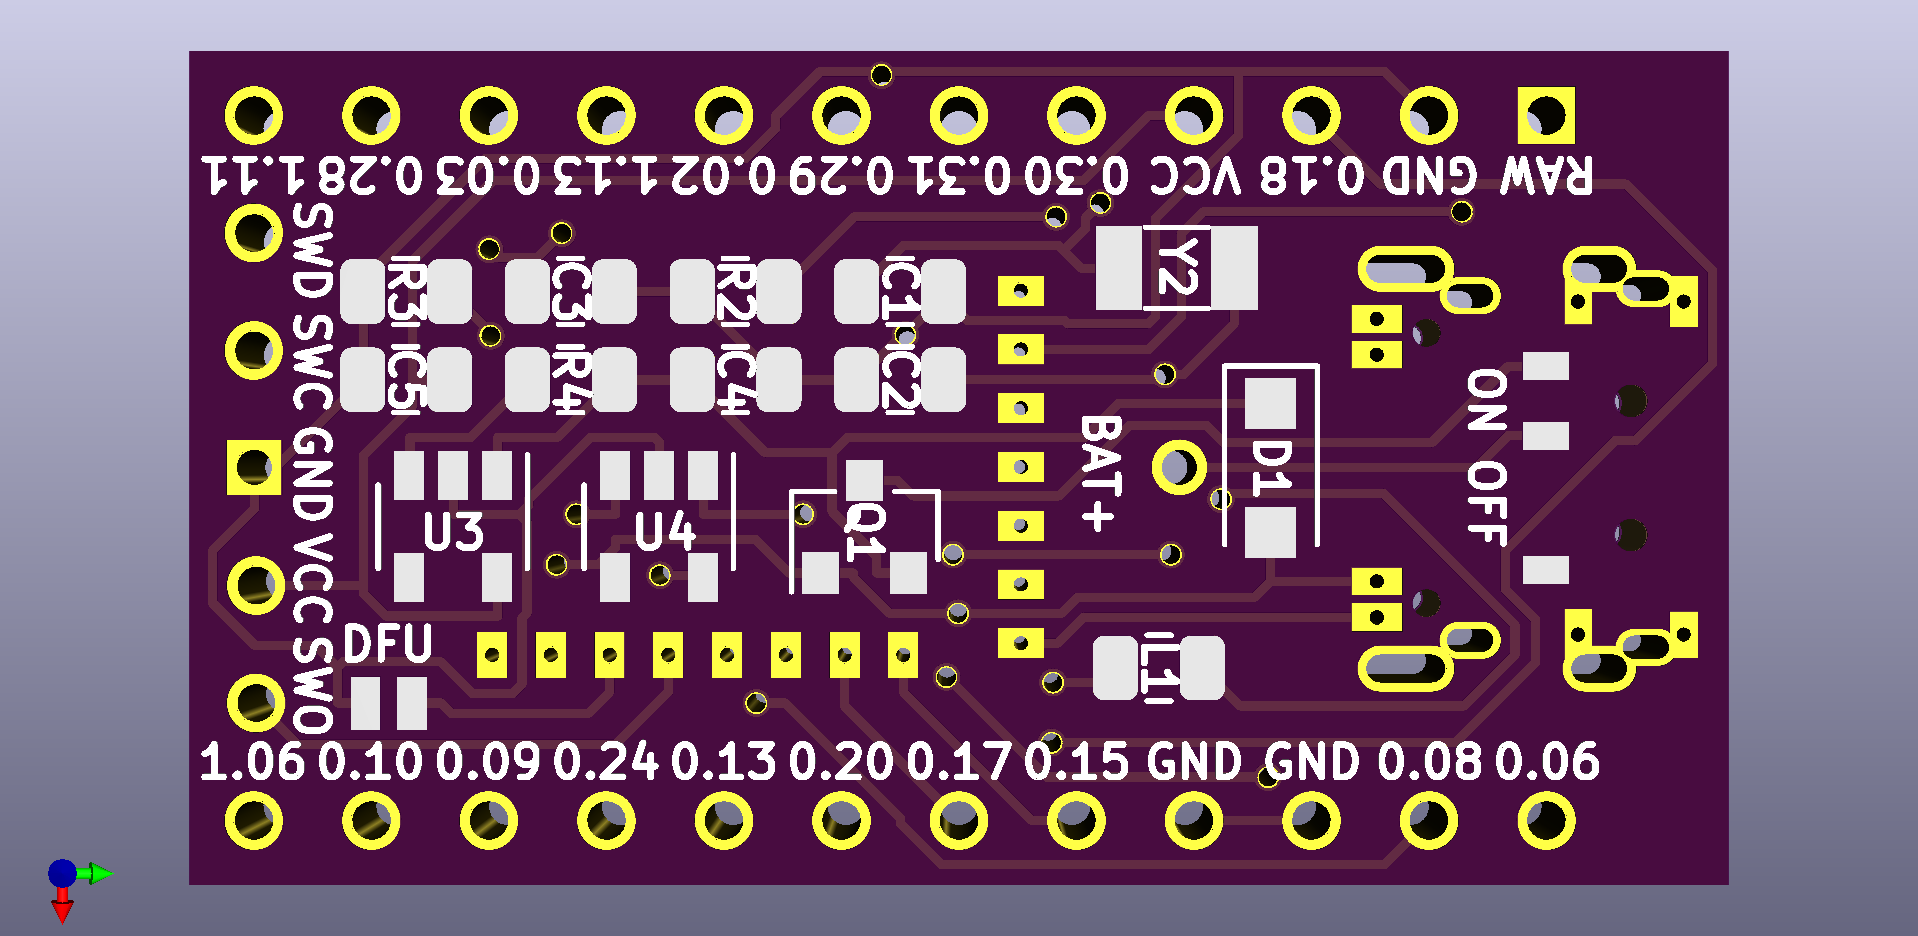 1.11 0.28 0.03 1.13 0.02 0.29 0.31 0.30 VCC 0.18 GND RAW
SWD SWC GND VCC SWO
R3 C3 R2 C1
C5 R4 C4 C2
Y2
U3 U4 Q1
BAT+
D1
ON OFF
DFU
L1
1.06 0.10 0.09 0.24 0.13 0.20 0.17 0.15 GND GND 0.08 0.06